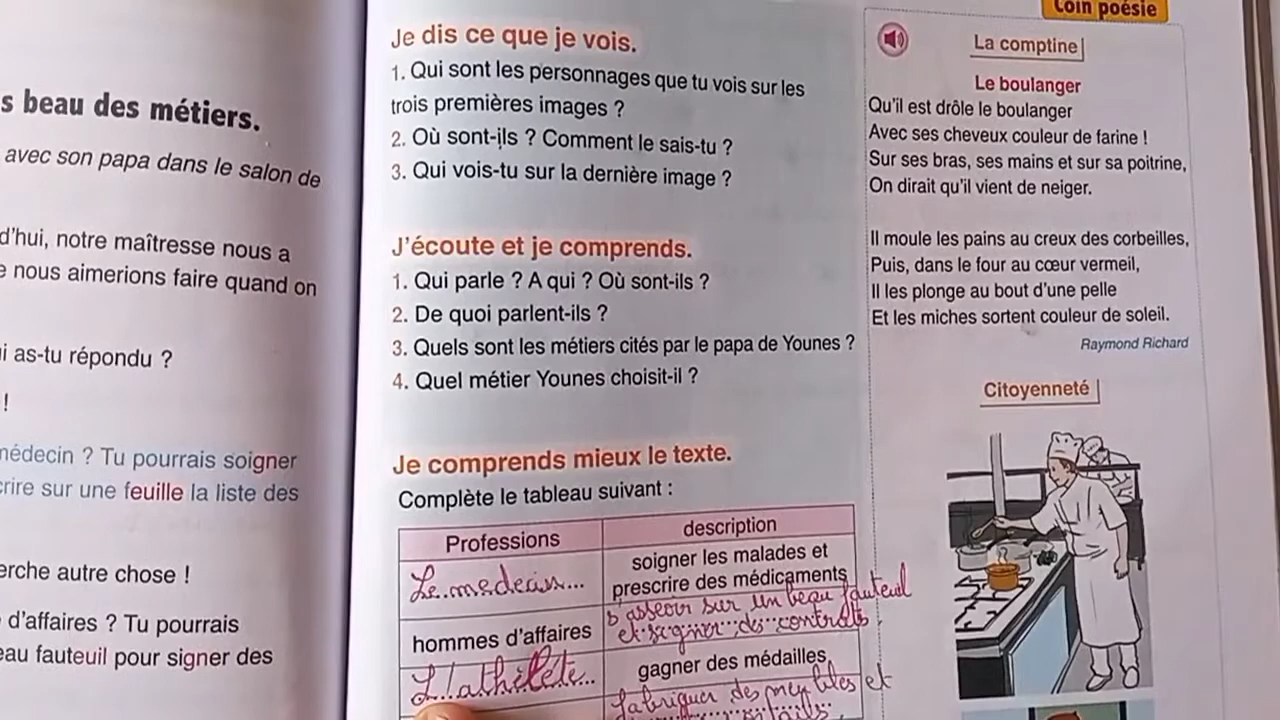 s beau des métiers.
avec son papa dans le salon de
d'hui, notre maîtresse nous a
e nous aimerions faire quand on
i as-tu répondu ?
!
médecin ? Tu pourrais soigner
crire sur une feuille la liste des
erche autre chose !
d'affaires ? Tu pourrais
eau fauteuil pour signer des
Je dis ce que je vois.
1. Qui sont les personnages que tu vois sur les
trois premières images ?
2. Où sont-ils ? Comment le sais-tu ?
3. Qui vois-tu sur la dernière image ?
J'écoute et je comprends.
1. Qui parle ? A qui ? Où sont-ils ?
2. De quoi parlent-ils ?
3. Quels sont les métiers cités par le papa de Younes ?
4. Quel métier Younes choisit-il ?
Je comprends mieux le texte.
Complète le tableau suivant :
Professions
description
Le medecin...
soigner les malades et
prescrire des médicaments
hommes d'affaires
s'asseoir sur un beau fauteuil
et signer des contrats
L'athélète...
gagner des médailles
fabriquer des meubles et
Coin poésie
La comptine
Le boulanger
Qu'il est drôle le boulanger
Avec ses cheveux couleur de farine !
Sur ses bras, ses mains et sur sa poitrine,
On dirait qu'il vient de neiger.
Il moule les pains au creux des corbeilles,
Puis, dans le four au cœur vermeil,
Il les plonge au bout d'une pelle
Et les miches sortent couleur de soleil.
Raymond Richard
Citoyenneté